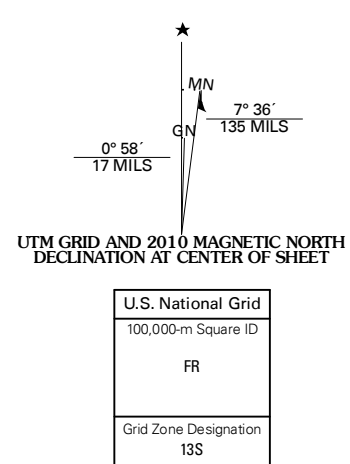 ★
MN
7° 36´
135 MILS
GN
0° 58´
17 MILS
UTM GRID AND 2010 MAGNETIC NORTH
DECLINATION AT CENTER OF SHEET
U.S. National Grid
100,000-m Square ID
FR
Grid Zone Designation
13S